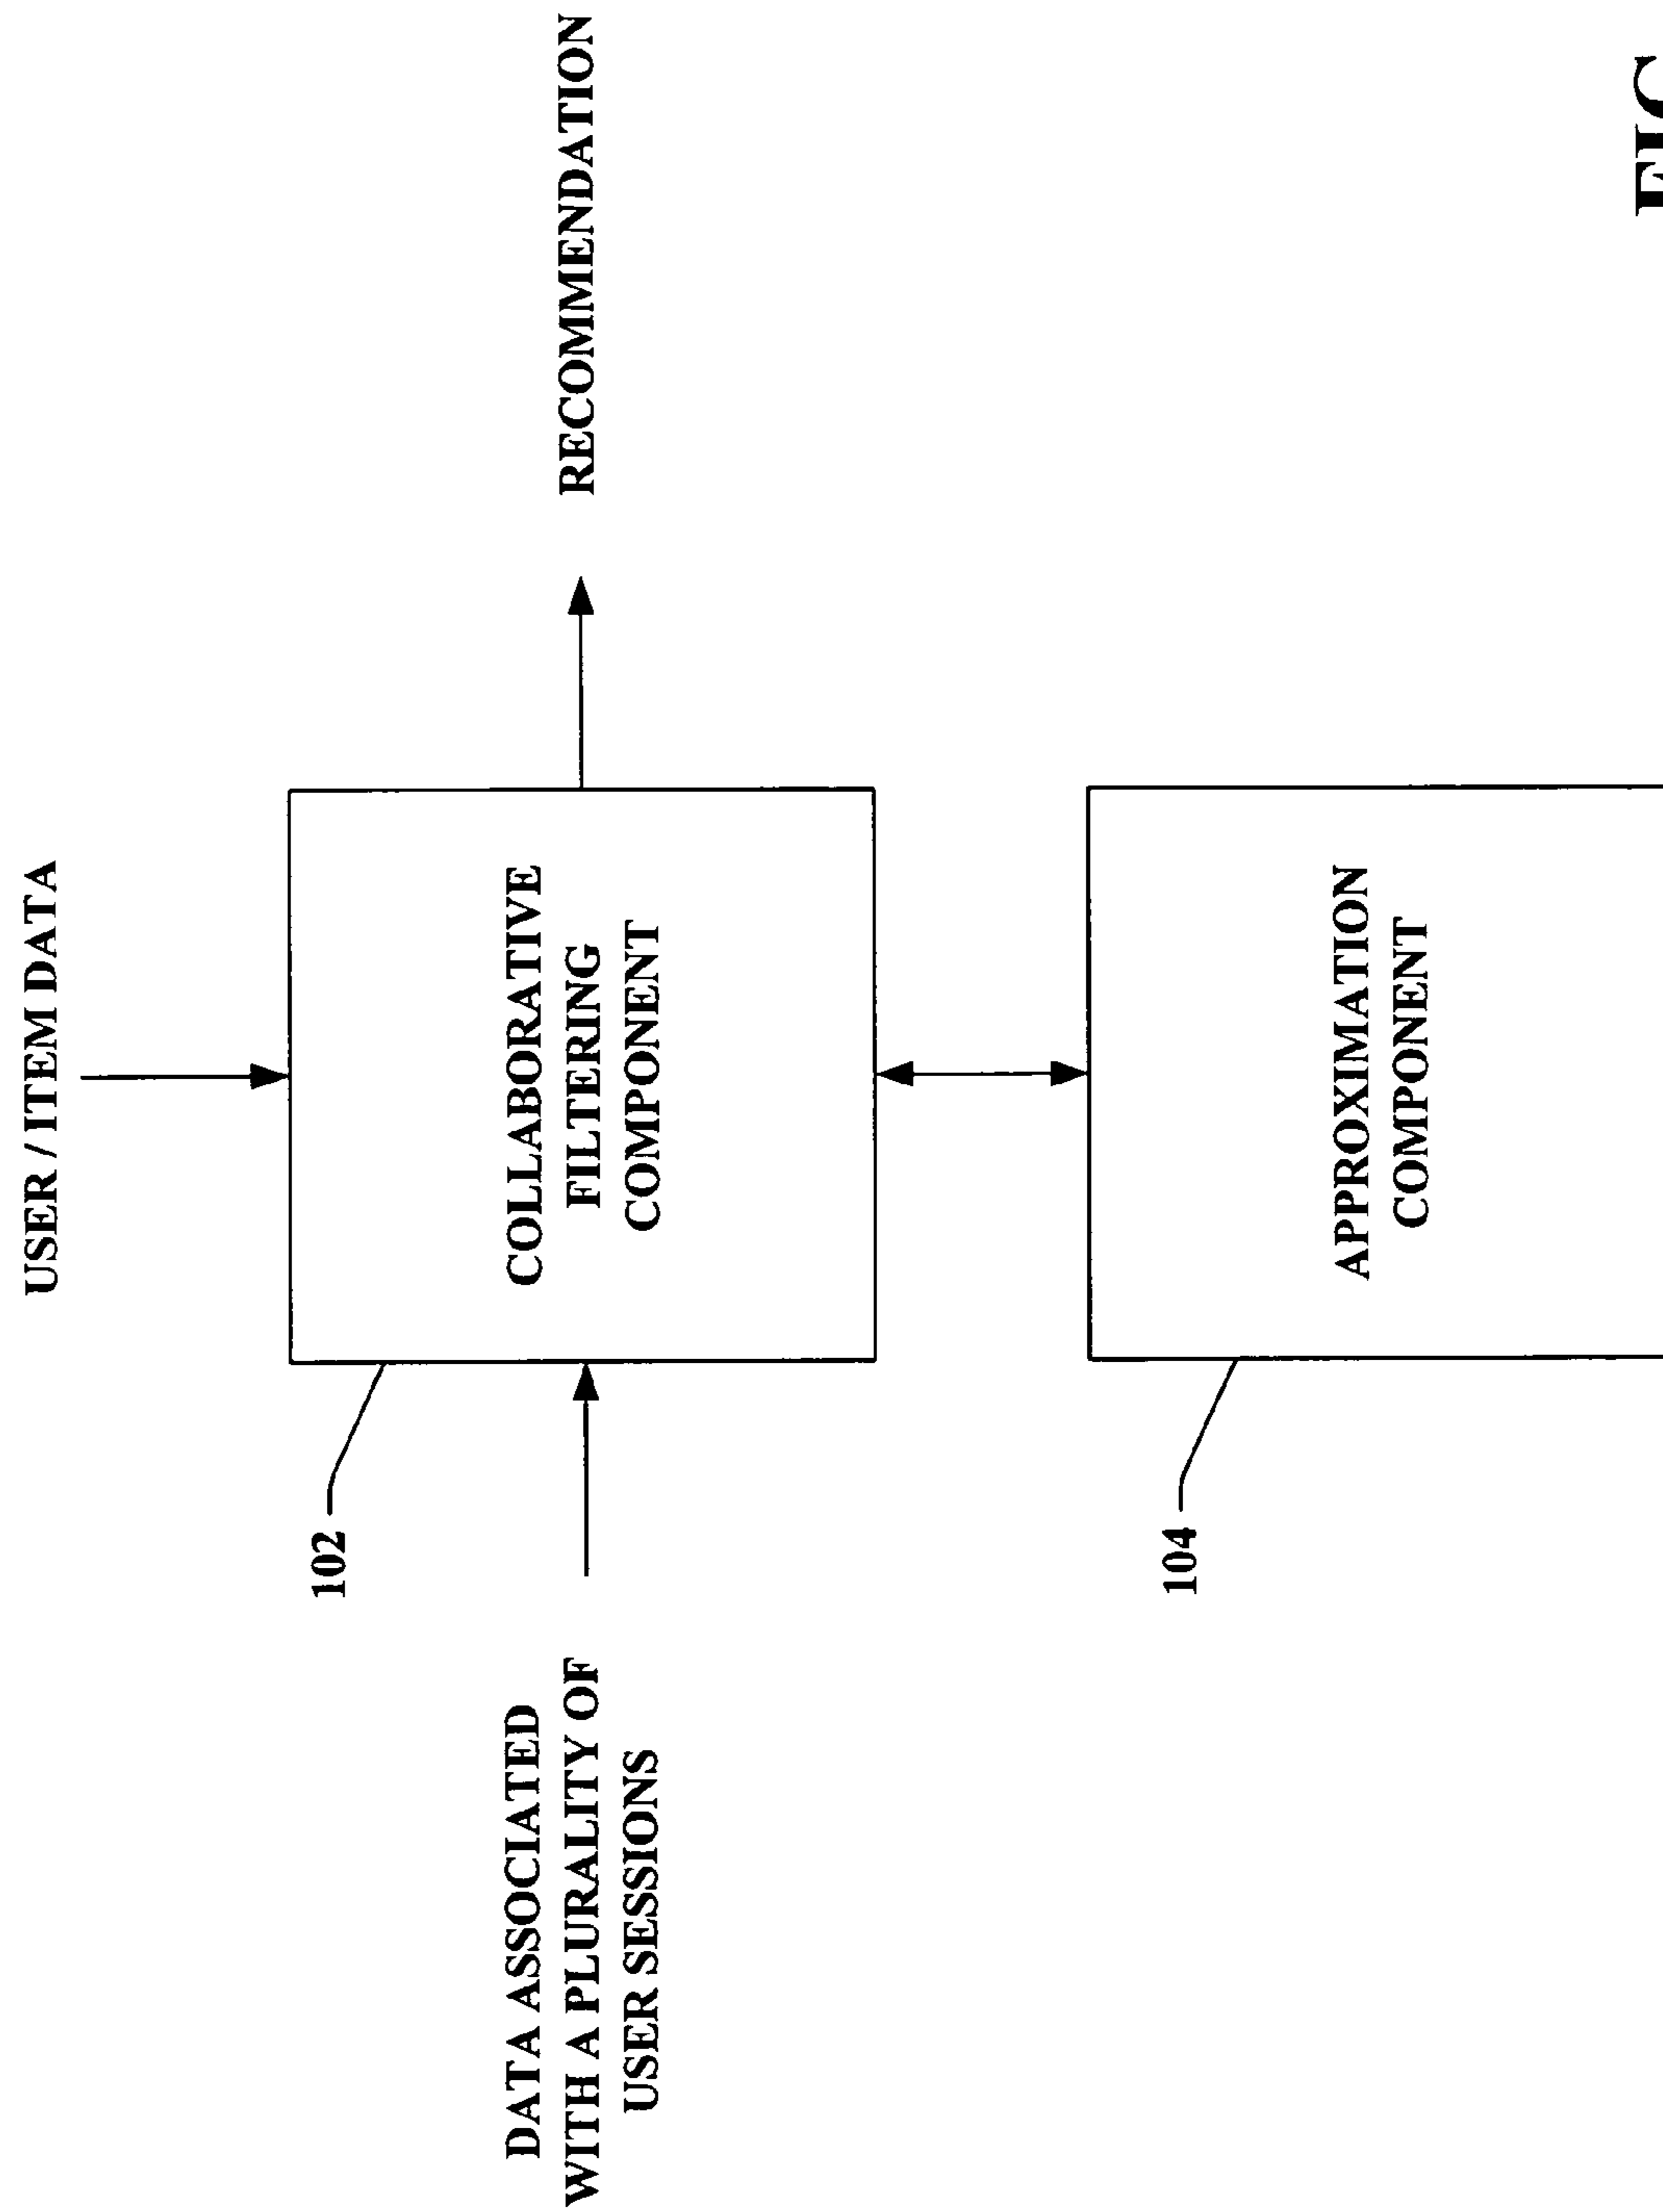 USER / ITEM DATA
102
COLLABORATIVE
FILTERING
COMPONENT
DATA ASSOCIATED
WITH A PLURALITY OF
USER SESSIONS
RECOMMENDATION
104
APPROXIMATION
COMPONENT